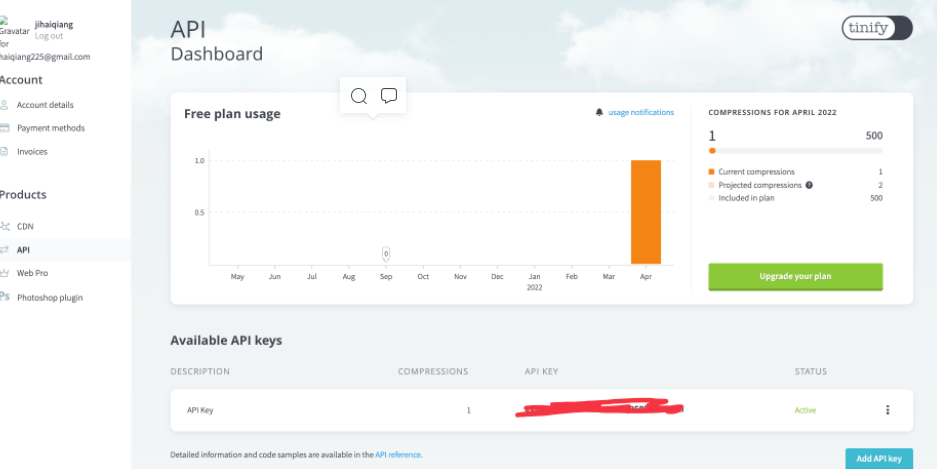 Gravatar
for
jihaiqiang
Log out
haiqiang225@gmail.com
Account
Account details
Payment methods
Invoices
Products
CDN
API
Web Pro
Ps Photoshop plugin
API
Dashboard
tinify
Free plan usage
usage notifications
1.0
0.5
0
May Jun Jul Aug Sep Oct Nov Dec Jan Feb Mar Apr
2022
COMPRESSIONS FOR APRIL 2022
1 500
Current compressions 1
Projected compressions ? 2
Included in plan 500
Upgrade your plan
Available API keys
DESCRIPTION COMPRESSIONS API KEY STATUS
API Key 1 Active
Detailed information and code samples are available in the API reference.
Add API key